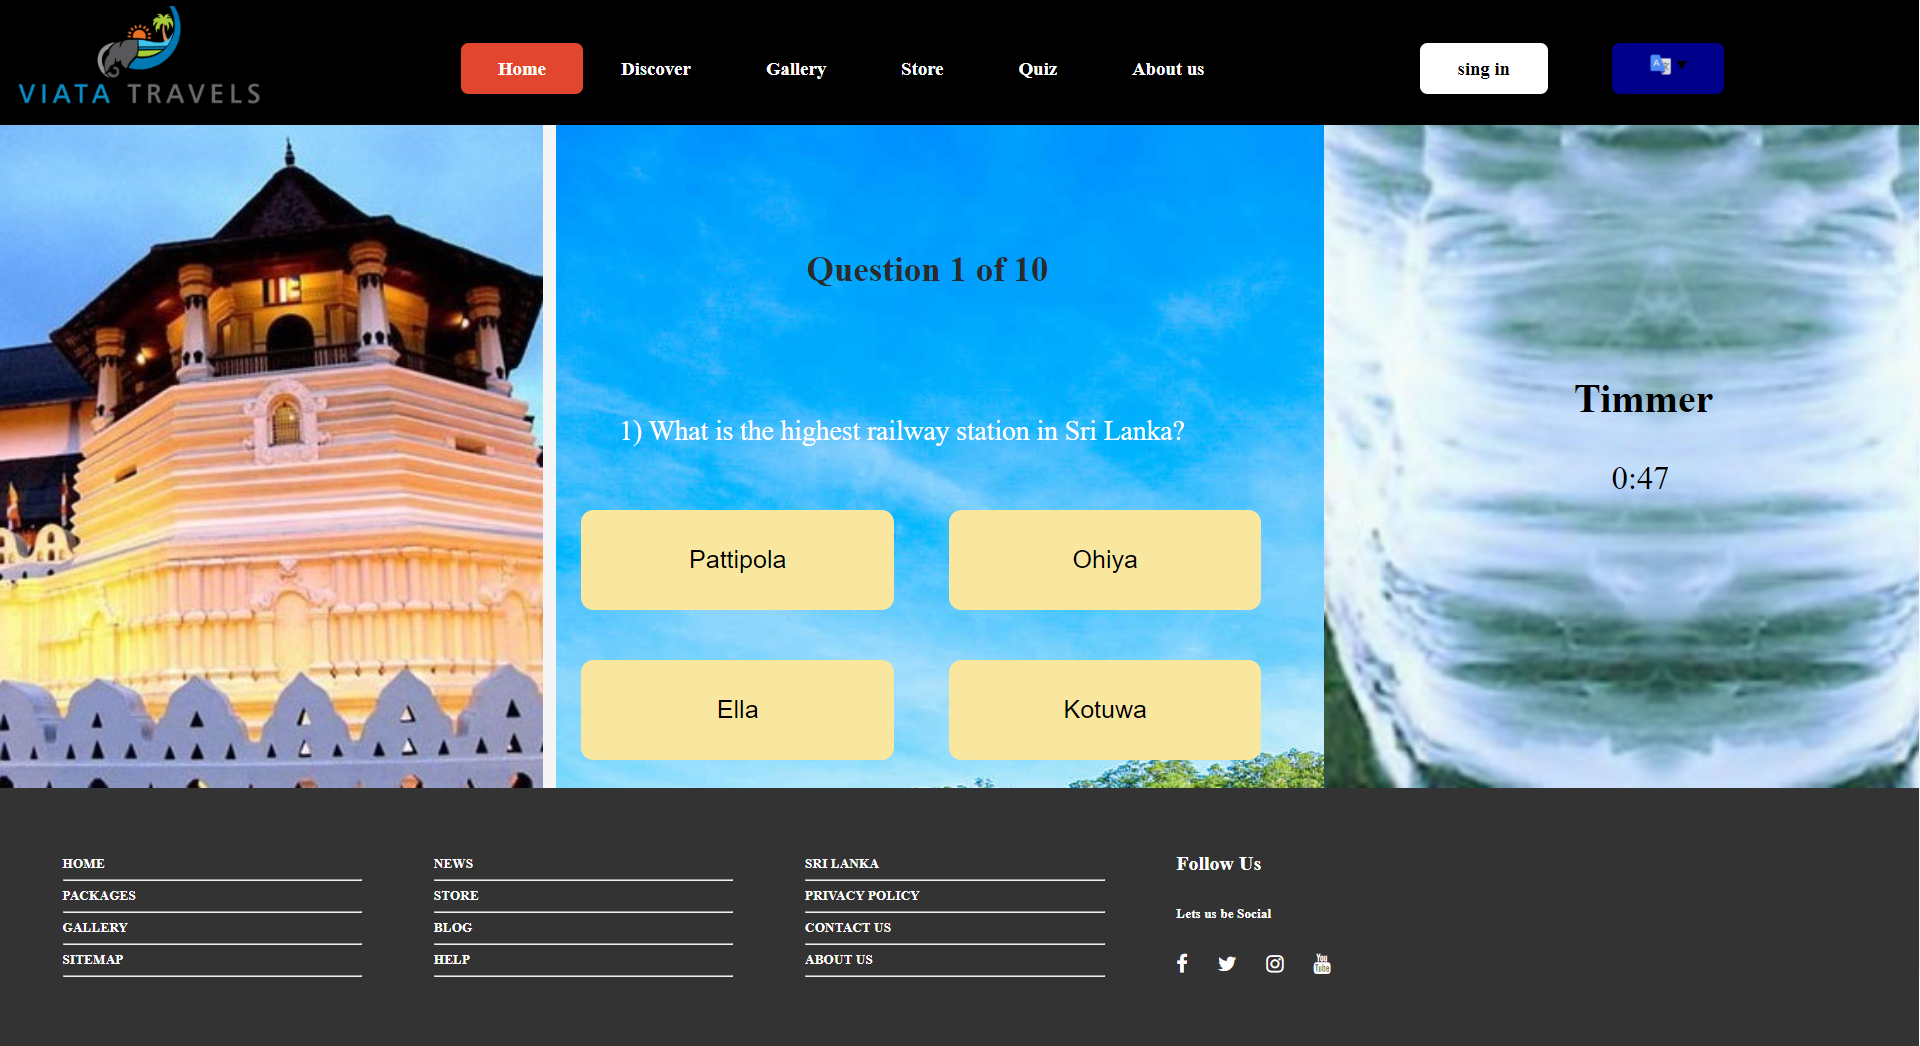 VIATA TRAVELS
Home
Discover
Gallery
Store
Quiz
About us
sing in
Question 1 of 10
1) What is the highest railway station in Sri Lanka?
Pattipola
Ohiya
Ella
Kotuwa
Timmer
0:47
HOME
PACKAGES
GALLERY
SITEMAP
NEWS
STORE
BLOG
HELP
SRI LANKA
PRIVACY POLICY
CONTACT US
ABOUT US
Follow Us
Lets us be Social
You
Tube